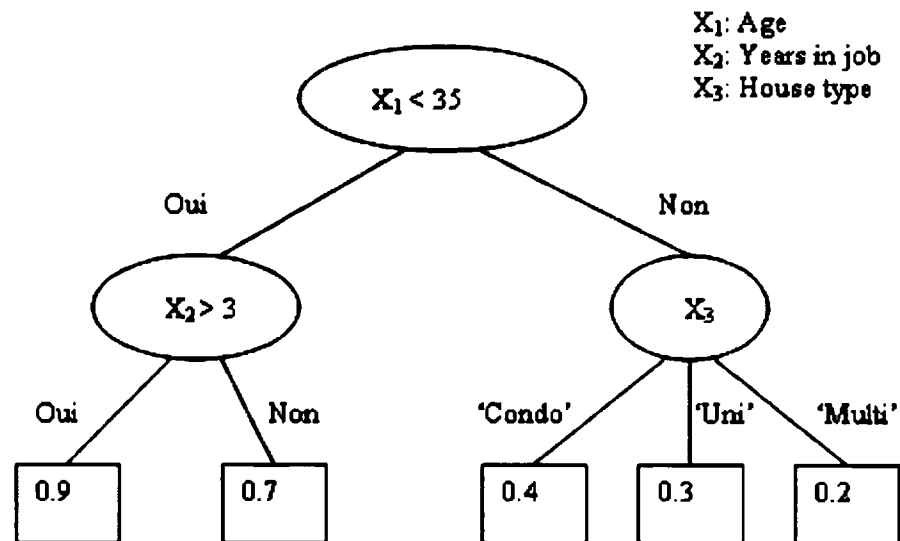 X₁: Age
X₂: Years in job
X₃: House type
X₁ < 35
Oui
Non
X₂ > 3
X₃
Oui
Non
‘Condo’
‘Uni’
‘Multi’
0.9
0.7
0.4
0.3
0.2